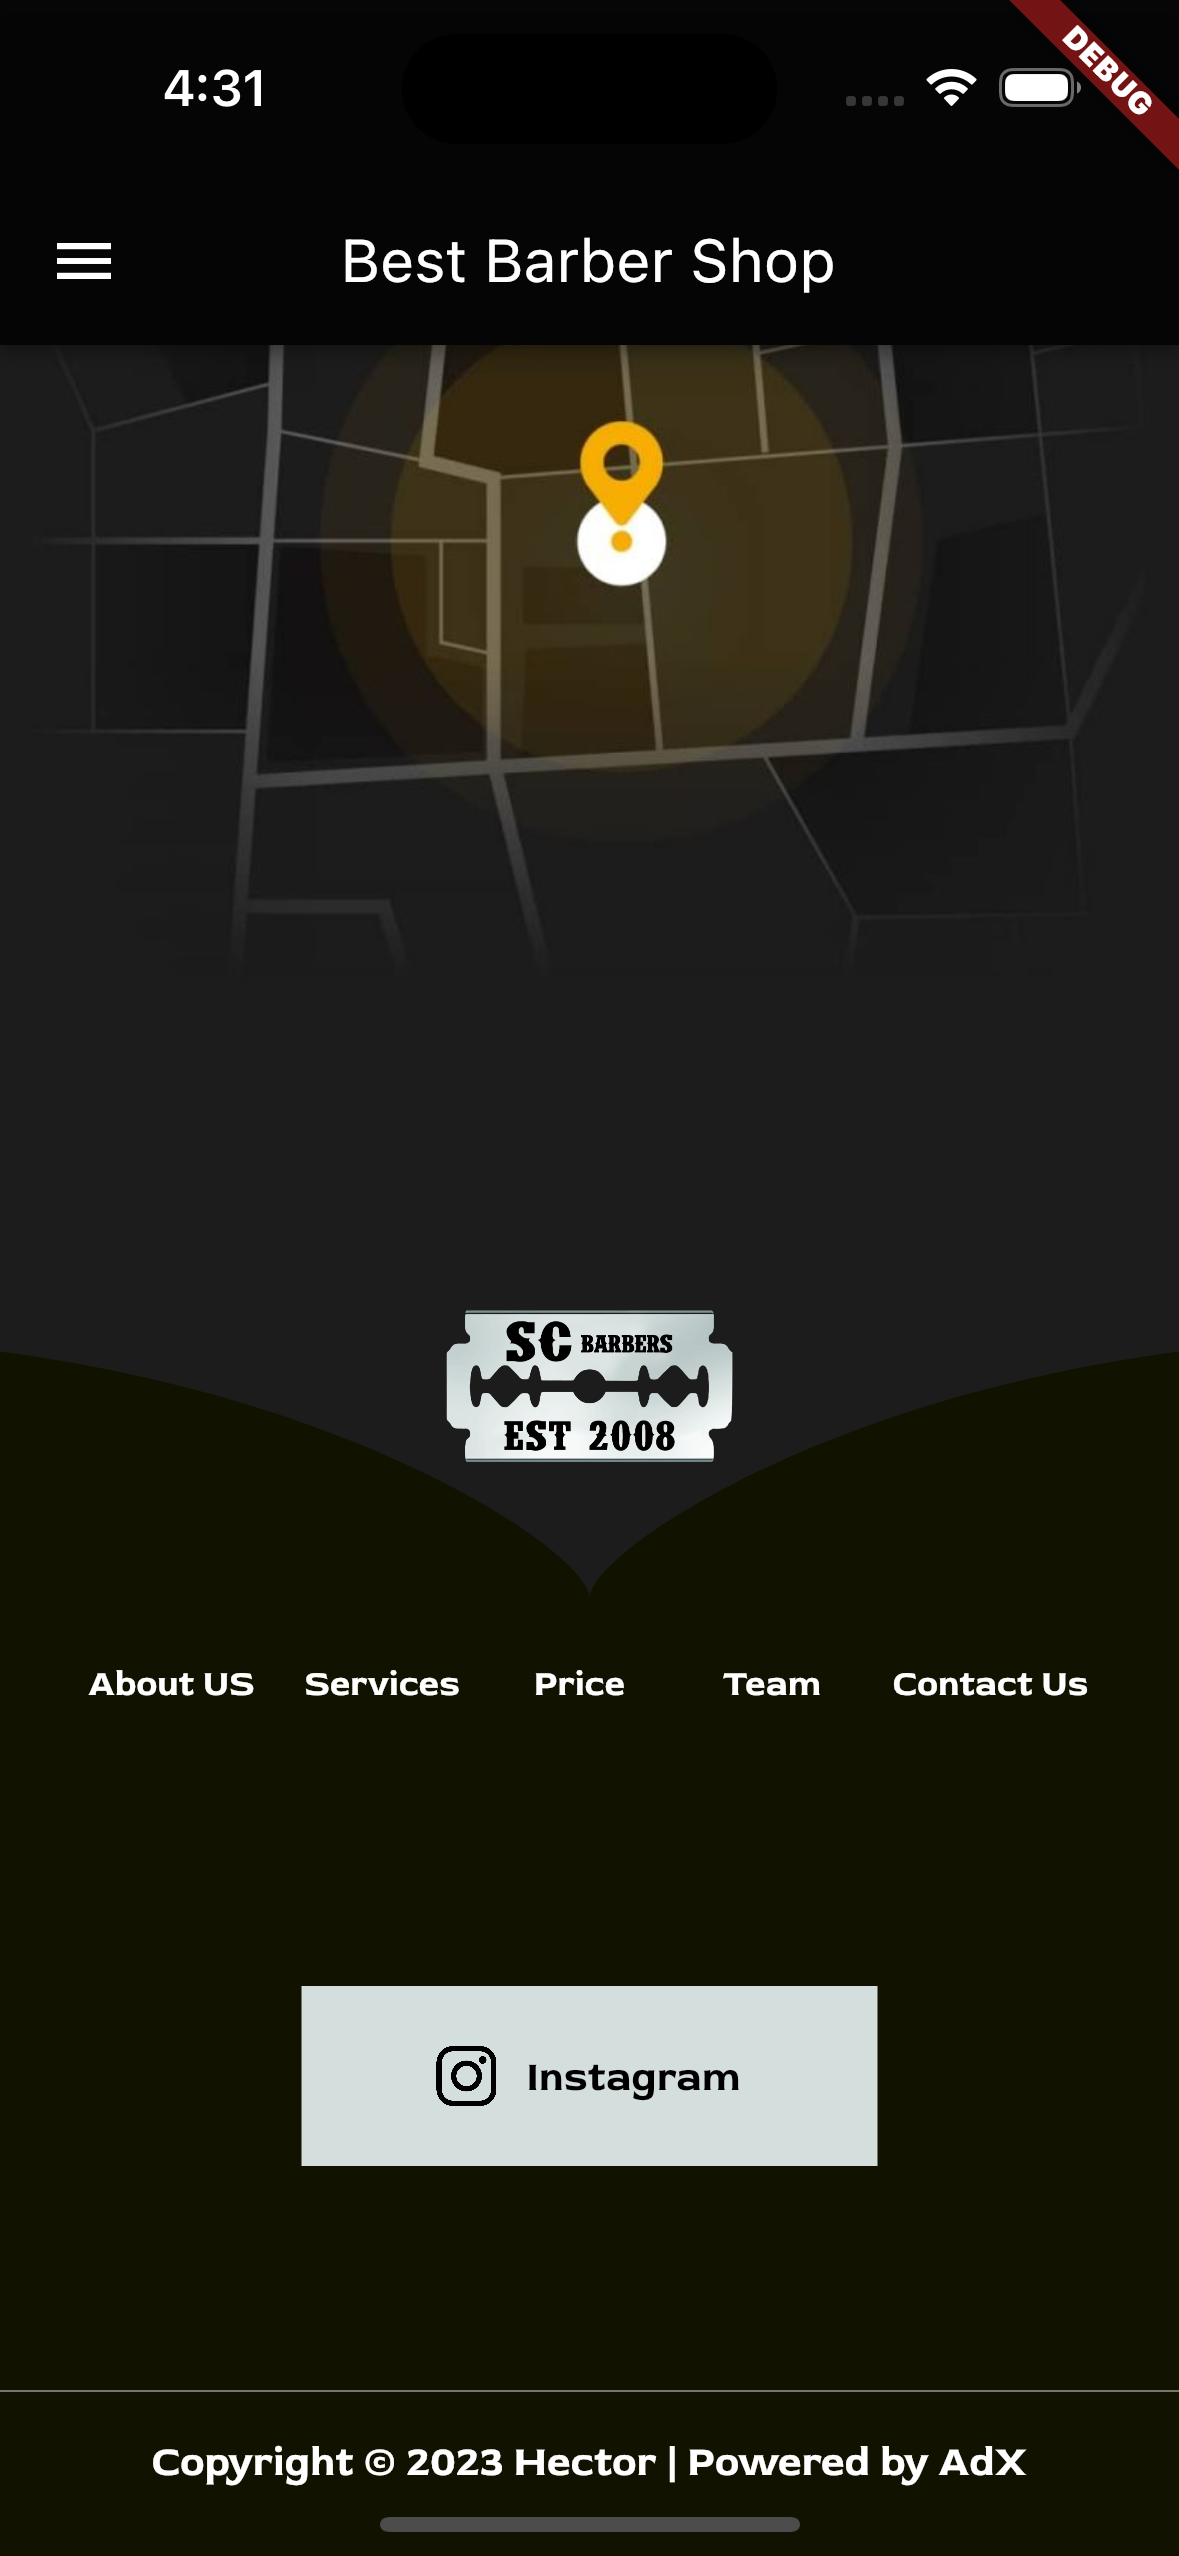 4:31
DEBUG
Best Barber Shop
SC BARBERS
EST 2008
About US Services Price Team Contact Us
Instagram
Copyright © 2023 Hector | Powered by AdX